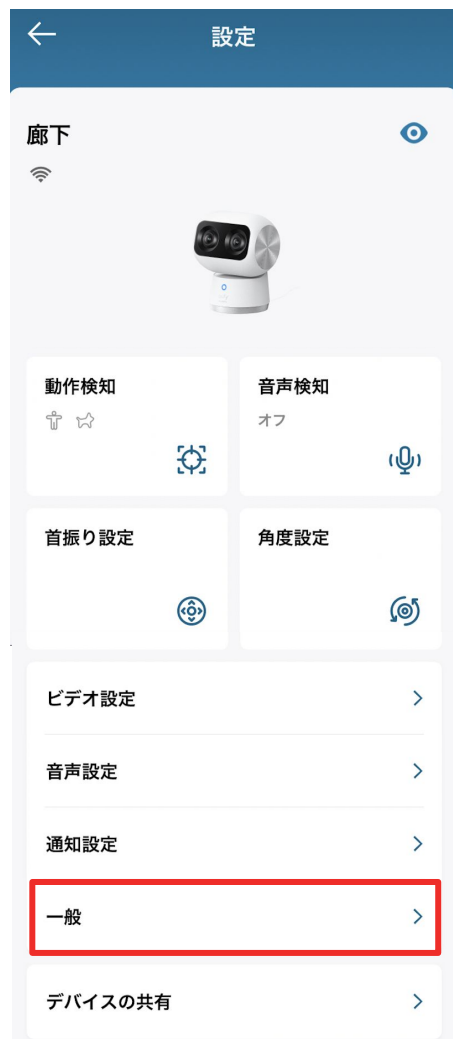 設定
廊下
動作検知
音声検知
オフ
首振り設定
角度設定
ビデオ設定
音声設定
通知設定
一般
デバイスの共有